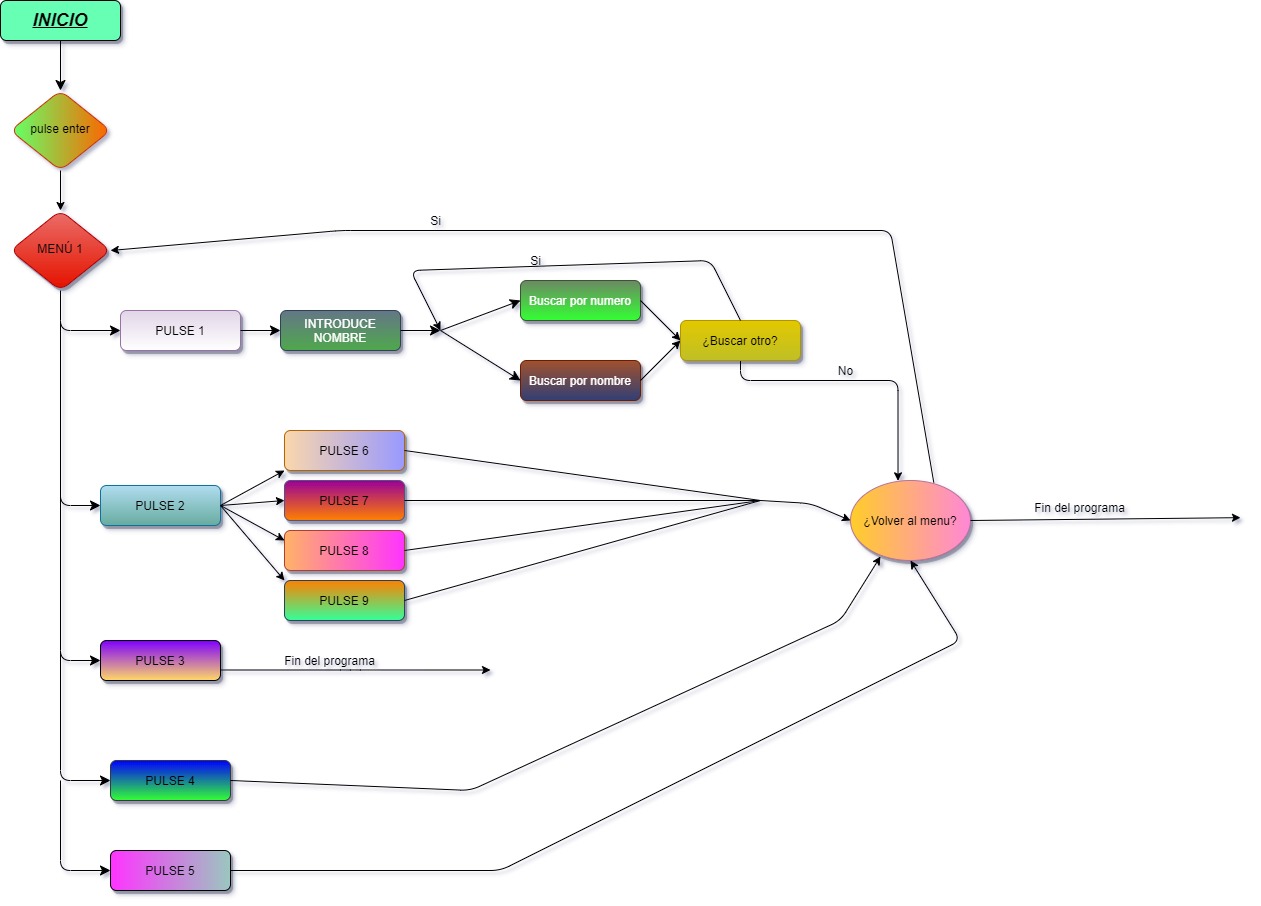 INICIO
pulse enter
MENÚ 1
Si
Si
PULSE 1
INTRODUCE
NOMBRE
Buscar por numero
Buscar por nombre
¿Buscar otro?
No
PULSE 2
PULSE 6
PULSE 7
PULSE 8
PULSE 9
¿Volver al menu?
Fin del programa
PULSE 3
Fin del programa
PULSE 4
PULSE 5